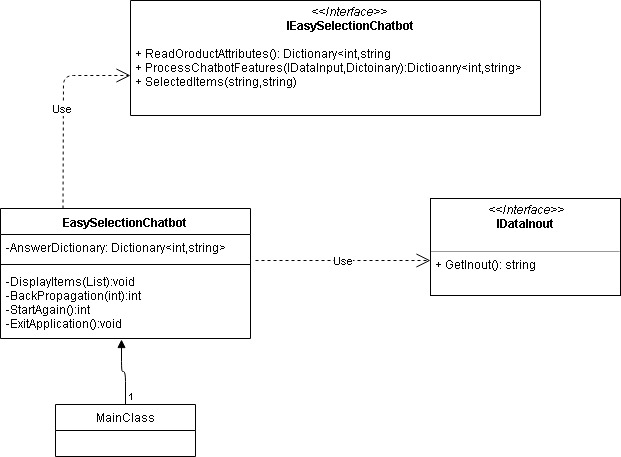 <<Interface>>
IEasySelectionChatbot
+ ReadOroductAttributes(): Dictionary<int,string
+ ProcessChatbotFeatures(IDataInput,Dictoinary):Dictioanry<int,string>
+ SelectedItems(string,string)
Use
EasySelectionChatbot
-AnswerDictionary: Dictionary<int,string>
-DisplayItems(List):void
-BackPropagation(int):int
-StartAgain():int
-ExitApplication():void
Use
<<Interface>>
IDataInout
+ GetInout(): string
1
MainClass